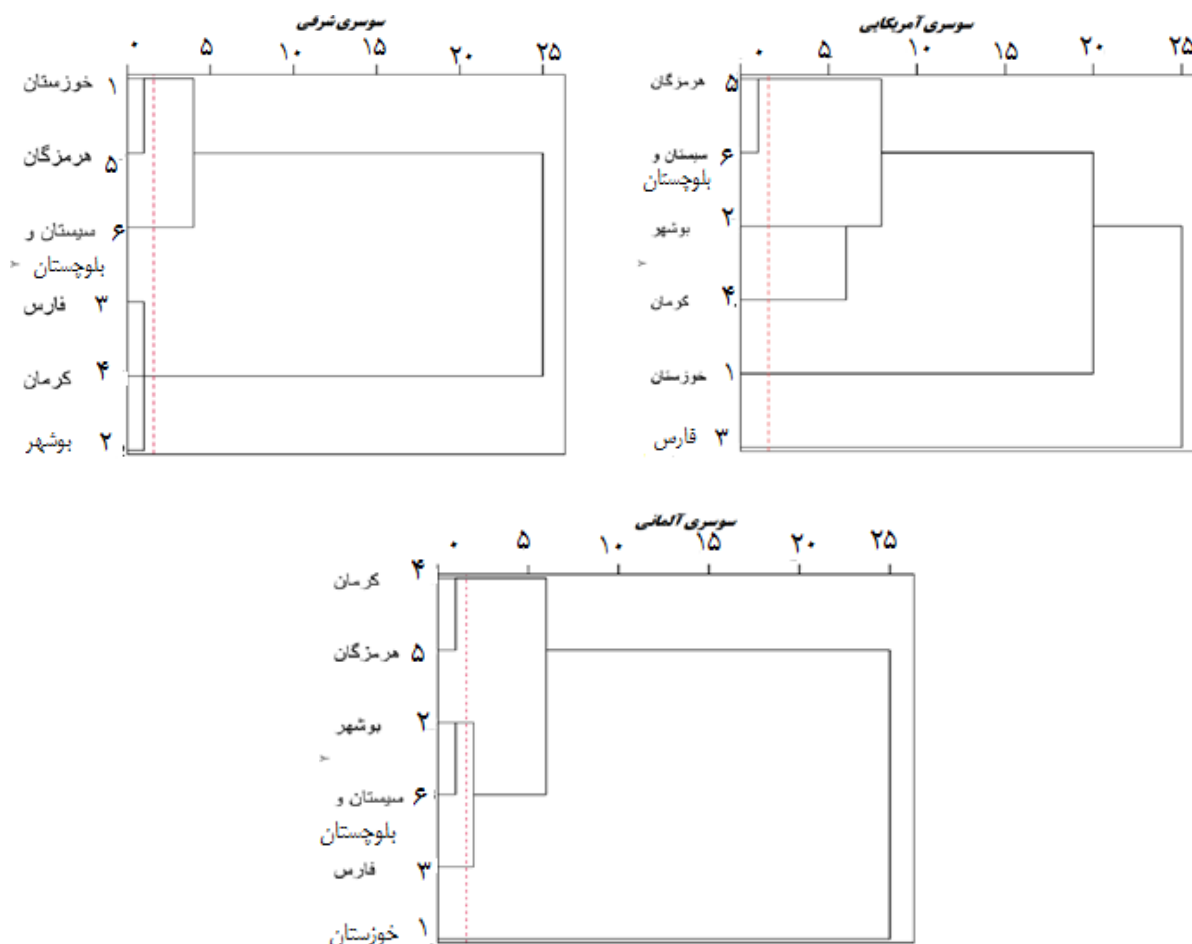 سوسری شرقی
۰ ۵ ۱۰ ۱۵ ۲۰ ۲۵
خوزستان ۱
هرمزگان ۵
سیستان و ۶
بلوچستان
۲
فارس ۳
کرمان ۴
بوشهر ۲
سوسری آمریکایی
۰ ۵ ۱۰ ۱۵ ۲۰ ۲۵
هرمزگان ۵
سیستان و ۶
بلوچستان
بوشهر ۲
۲
کرمان ۴
خوزستان ۱
فارس ۳
سوسری آلمانی
۰ ۵ ۱۰ ۱۵ ۲۰ ۲۵
کرمان ۴
هرمزگان ۵
بوشهر ۲
۲
سیستان و ۶
بلوچستان
فارس ۳
خوزستان ۱